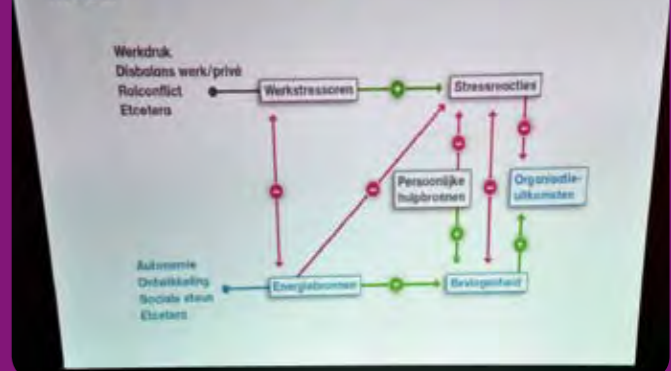 Werkdruk
Disbalans werk/privé
Rolconflict
Etcetera
Werkstressoren
Stressreacties
Persoonlijke
hulpbronnen
Organisatie-
uitkomsten
Autonomie
Ontwikkeling
Sociale steun
Etcetera
Energiebronnen
Bevlogenheid